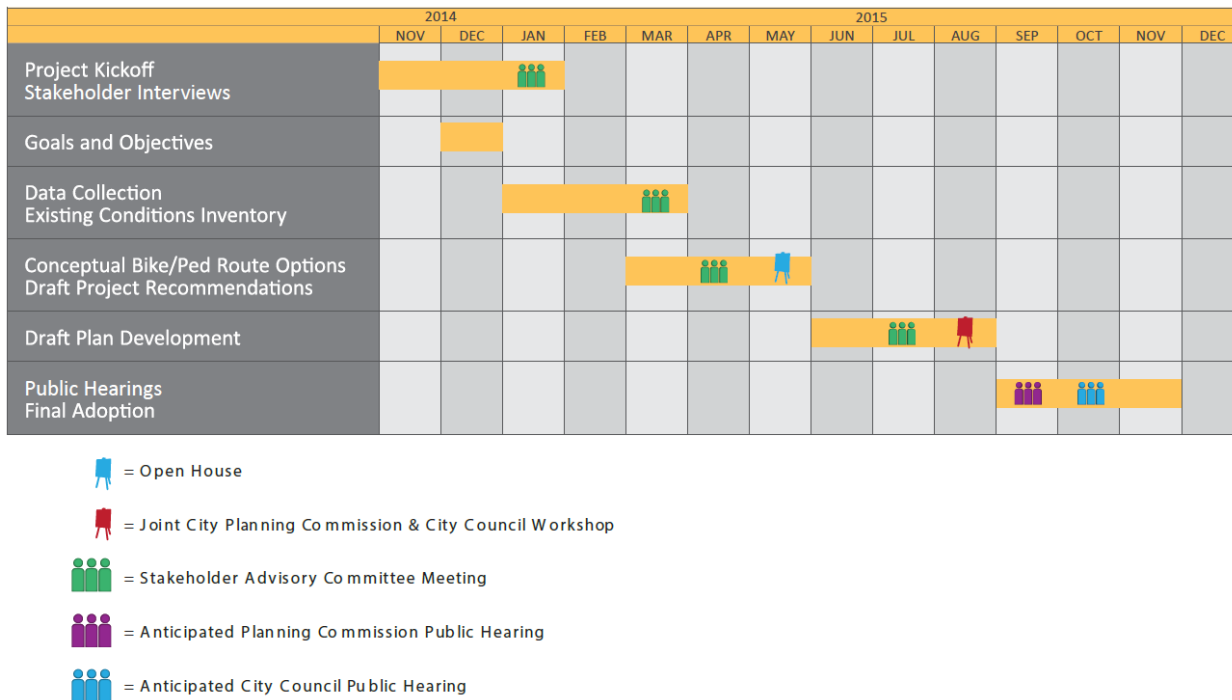 2014 2015
NOV DEC JAN FEB MAR APR MAY JUN JUL AUG SEP OCT NOV DEC
Project Kickoff
Stakeholder Interviews
Goals and Objectives
Data Collection
Existing Conditions Inventory
Conceptual Bike/Ped Route Options
Draft Project Recommendations
Draft Plan Development
Public Hearings
Final Adoption
= Open House
= Joint City Planning Commission & City Council Workshop
= Stakeholder Advisory Committee Meeting
= Anticipated Planning Commission Public Hearing
= Anticipated City Council Public Hearing